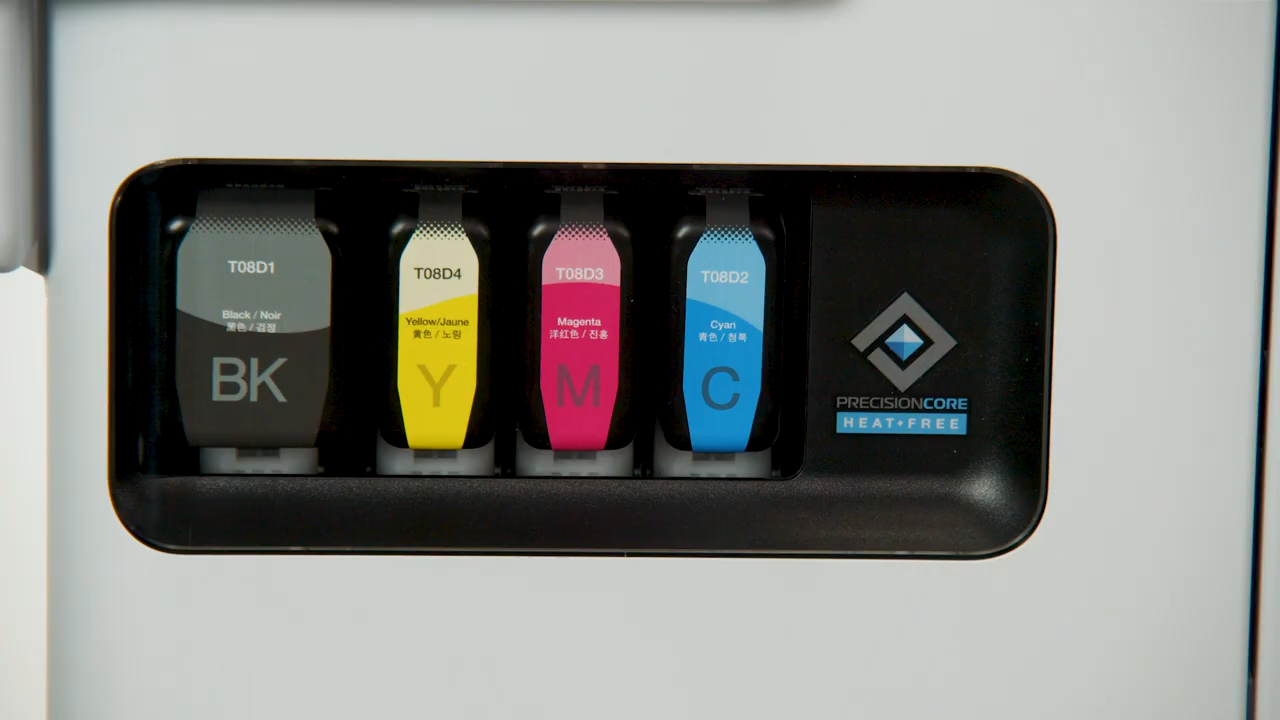 T08D1
Black / Noir
黑色 / 검정
BK
T08D4
Yellow/Jaune
黄色 / 노랑
Y
T08D3
Magenta
洋红色 / 진홍
M
T08D2
Cyan
青色 / 청록
C
PRECISIONCORE
HEAT+FREE